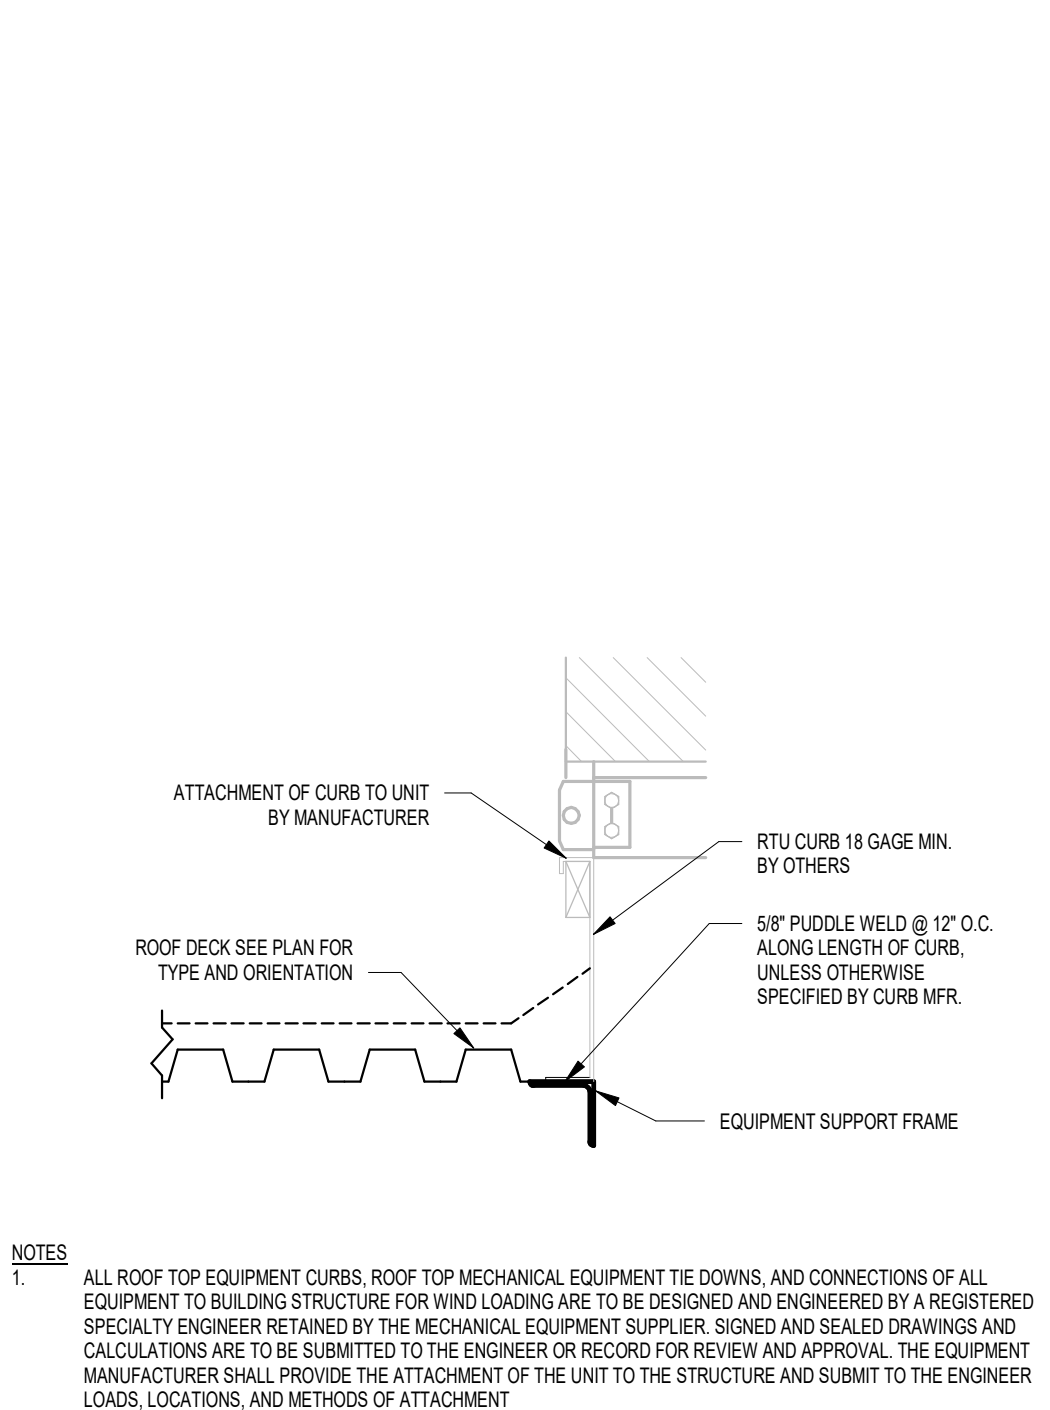 ATTACHMENT OF CURB TO UNIT
BY MANUFACTURER
RTU CURB 18 GAGE MIN.
BY OTHERS
5/8" PUDDLE WELD @ 12" O.C.
ALONG LENGTH OF CURB,
UNLESS OTHERWISE
SPECIFIED BY CURB MFR.
ROOF DECK SEE PLAN FOR
TYPE AND ORIENTATION
EQUIPMENT SUPPORT FRAME
NOTES
1. ALL ROOF TOP EQUIPMENT CURBS, ROOF TOP MECHANICAL EQUIPMENT TIE DOWNS, AND CONNECTIONS OF ALL
EQUIPMENT TO BUILDING STRUCTURE FOR WIND LOADING ARE TO BE DESIGNED AND ENGINEERED BY A REGISTERED
SPECIALTY ENGINEER RETAINED BY THE MECHANICAL EQUIPMENT SUPPLIER. SIGNED AND SEALED DRAWINGS AND
CALCULATIONS ARE TO BE SUBMITTED TO THE ENGINEER OR RECORD FOR REVIEW AND APPROVAL. THE EQUIPMENT
MANUFACTURER SHALL PROVIDE THE ATTACHMENT OF THE UNIT TO THE STRUCTURE AND SUBMIT TO THE ENGINEER
LOADS, LOCATIONS, AND METHODS OF ATTACHMENT